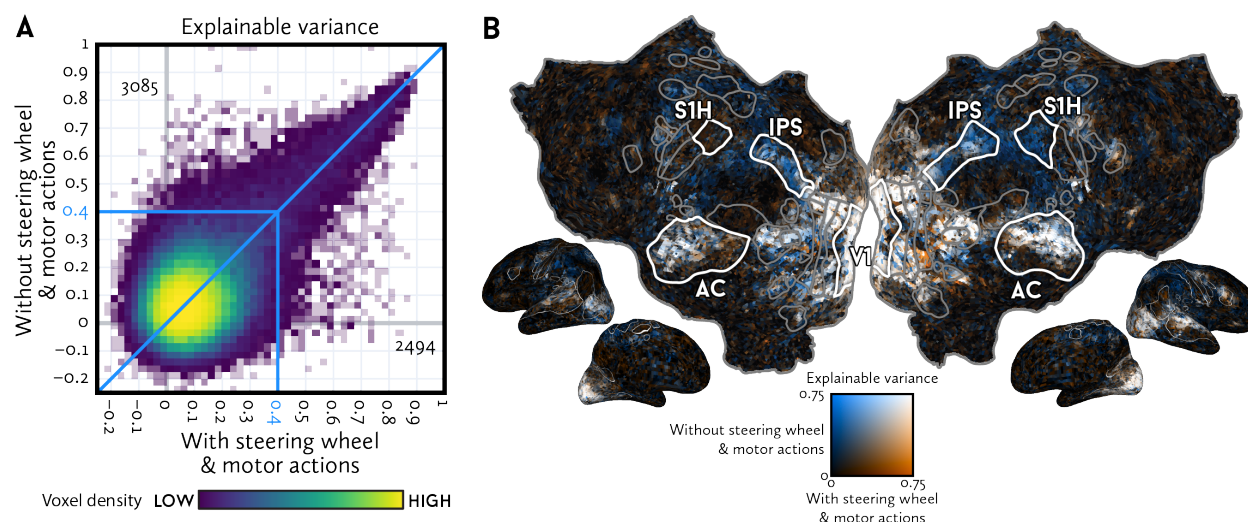 A
Explainable variance
Without steering wheel
& motor actions
1
0.9
0.8
0.7
0.6
0.5
0.4
0.3
0.2
0.1
0
−0.1
−0.2
3085
2494
−0.2
−0.1
0
0.1
0.2
0.3
0.4
0.5
0.6
0.7
0.8
0.9
1
With steering wheel
& motor actions
Voxel density LOW HIGH
B
S1H
IPS
IPS
S1H
V1
AC
AC
Explainable variance
0.75
Without steering wheel
& motor actions
0
0 0.75
With steering wheel
& motor actions